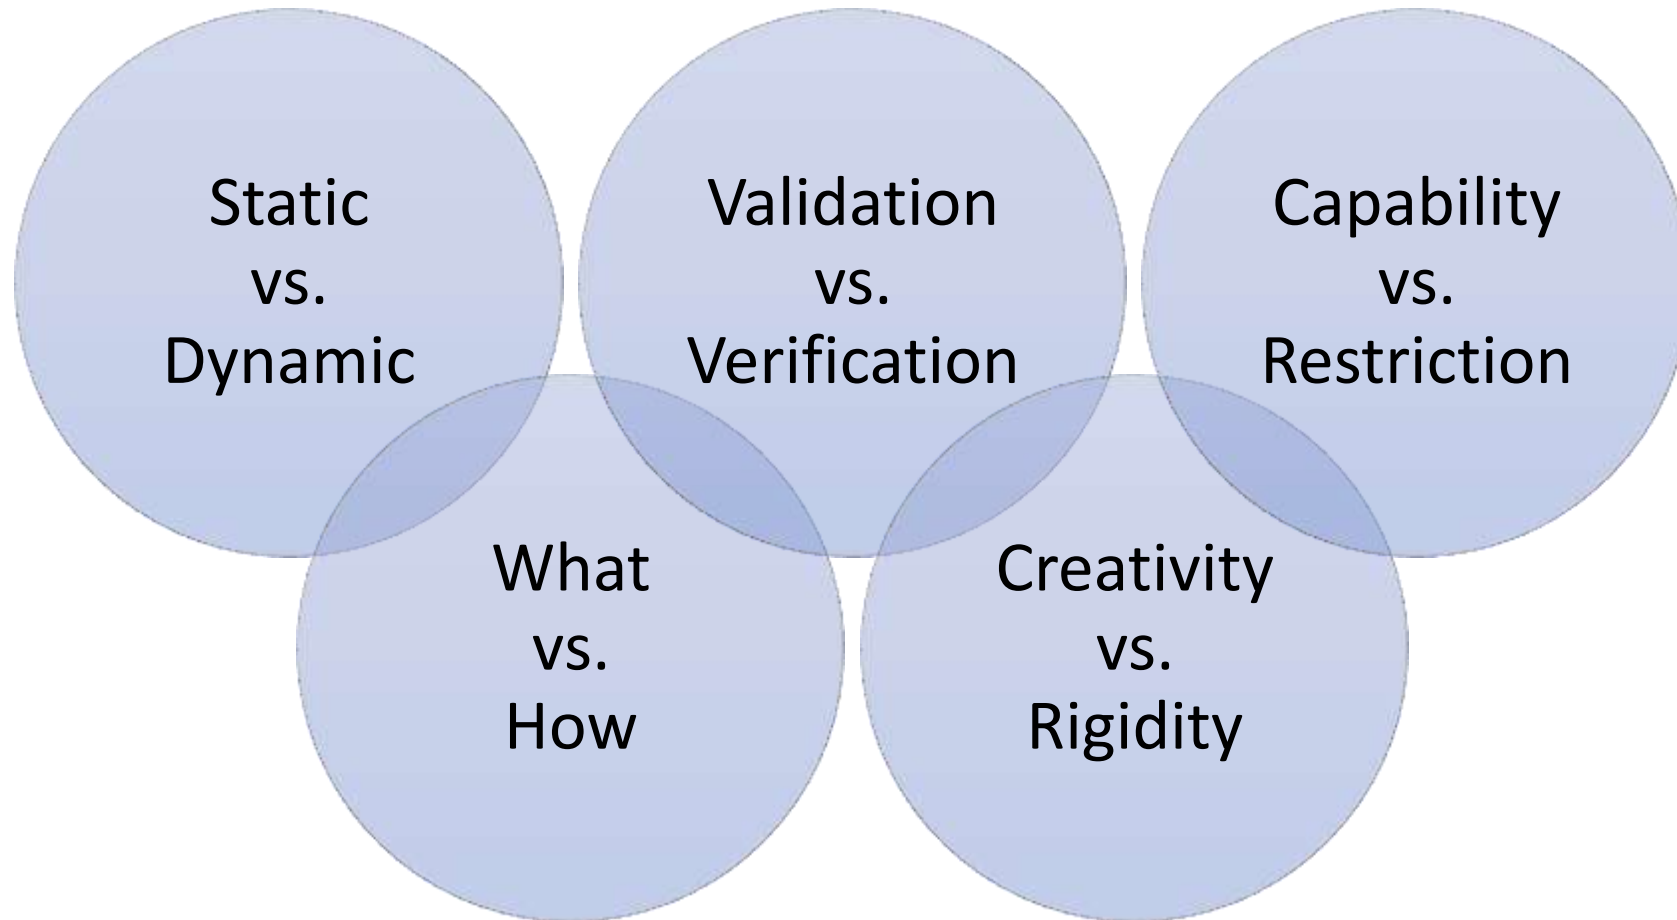 Static
vs.
Dynamic
Validation
vs.
Verification
Capability
vs.
Restriction
What
vs.
How
Creativity
vs.
Rigidity